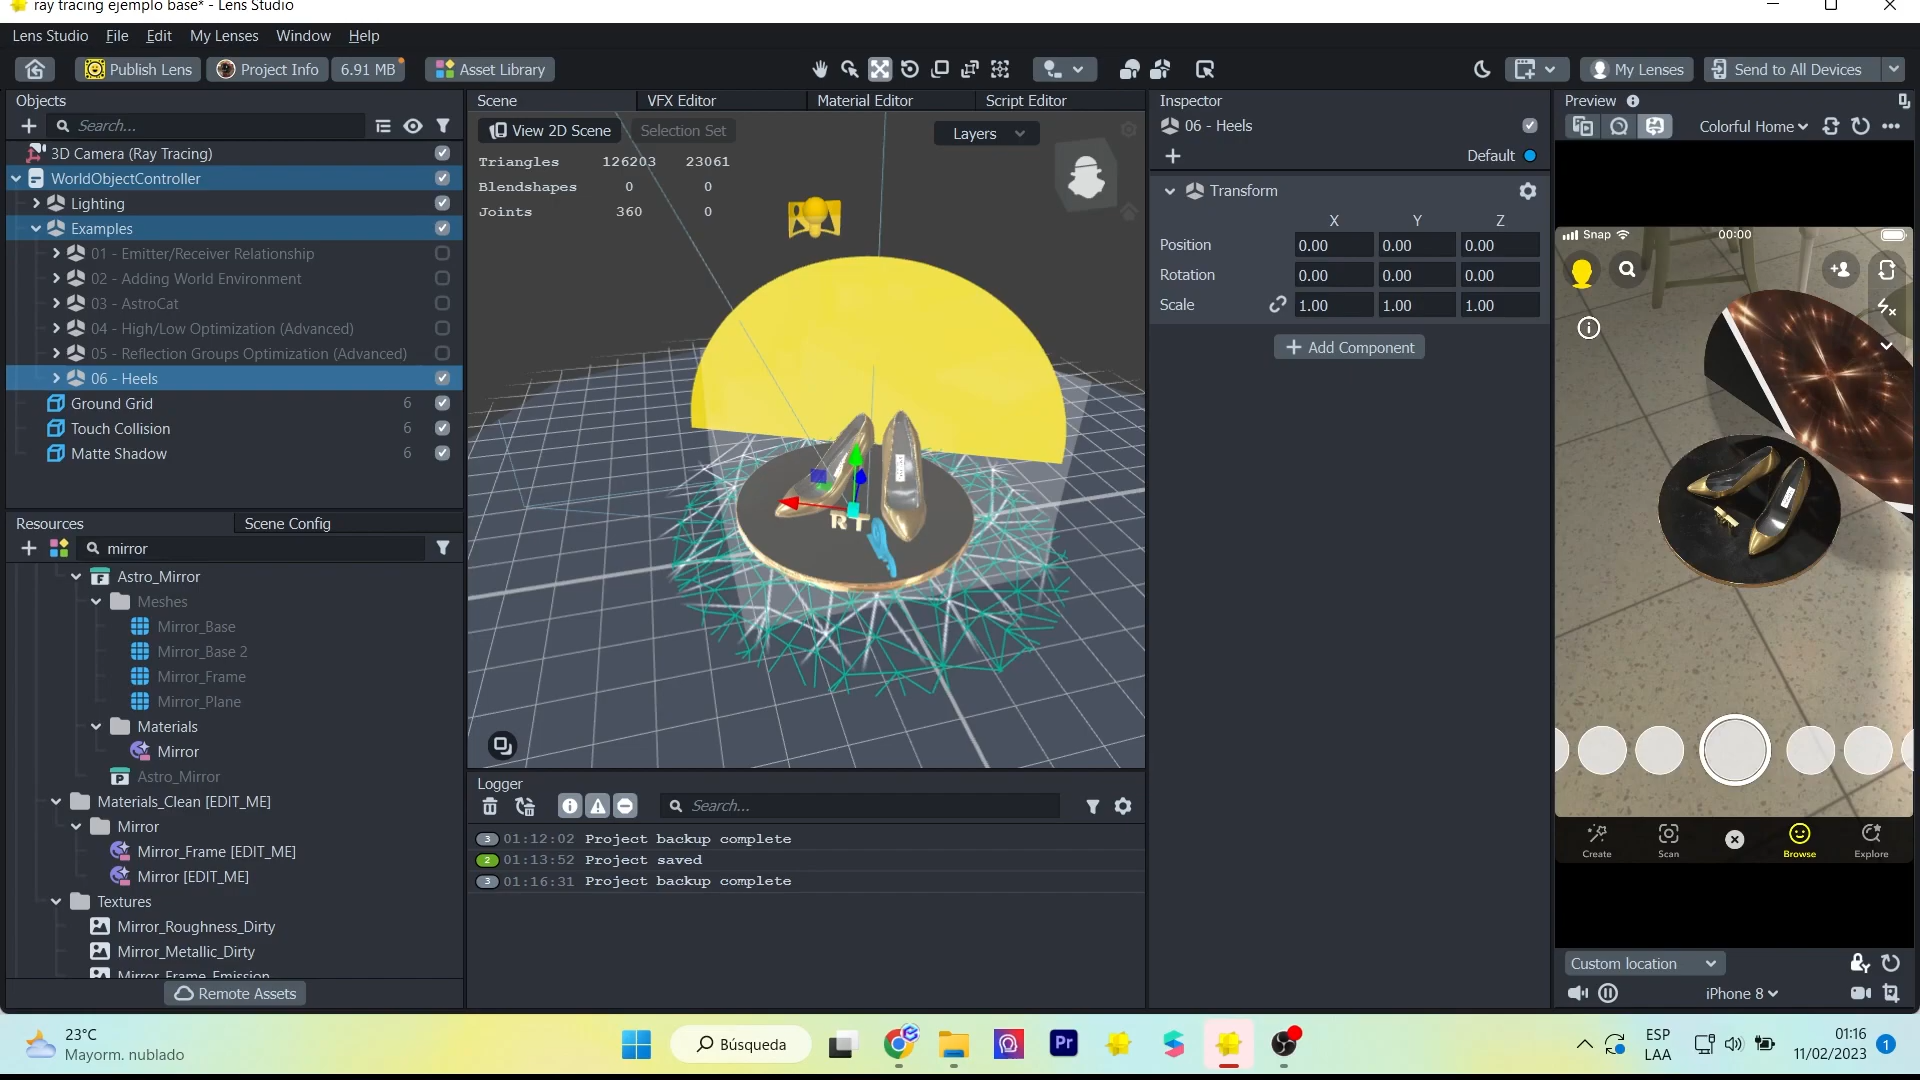 ray tracing ejemplo base* - Lens Studio
Lens Studio File Edit My Lenses Window Help
Publish Lens Project Info 6.91 MB Asset Library My Lenses Send to All Devices
Objects
Search...
3D Camera (Ray Tracing)
WorldObjectController
Lighting
Examples
01 - Emitter/Receiver Relationship
02 - Adding World Environment
03 - AstroCat
04 - High/Low Optimization (Advanced)
05 - Reflection Groups Optimization (Advanced)
06 - Heels
Ground Grid 6
Touch Collision 6
Matte Shadow 6
Resources Scene Config
mirror
Astro_Mirror
Meshes
Mirror_Base
Mirror_Base 2
Mirror_Frame
Mirror_Plane
Materials
Mirror
Astro_Mirror
Materials_Clean [EDIT_ME]
Mirror
Mirror_Frame [EDIT_ME]
Mirror [EDIT_ME]
Textures
Mirror_Roughness_Dirty
Mirror_Metallic_Dirty
Mirror_Frame_Emission
Remote Assets
Scene VFX Editor Material Editor Script Editor
View 2D Scene Selection Set Layers
Triangles 126203 23061
Blendshapes 0 0
Joints 360 0
RT
Logger
Search...
3 01:12:02 Project backup complete
2 01:13:52 Project saved
3 01:16:31 Project backup complete
Inspector
06 - Heels
Default
Transform
X Y Z
Position 0.00 0.00 0.00
Rotation 0.00 0.00 0.00
Scale 1.00 1.00 1.00
Add Component
Preview
Colorful Home
Snap 00:00
Create Scan Browse Explore
Custom location
iPhone 8
23°C
Mayorm. nublado
Búsqueda
Pr
ESP
LAA
01:16
11/02/2023
1